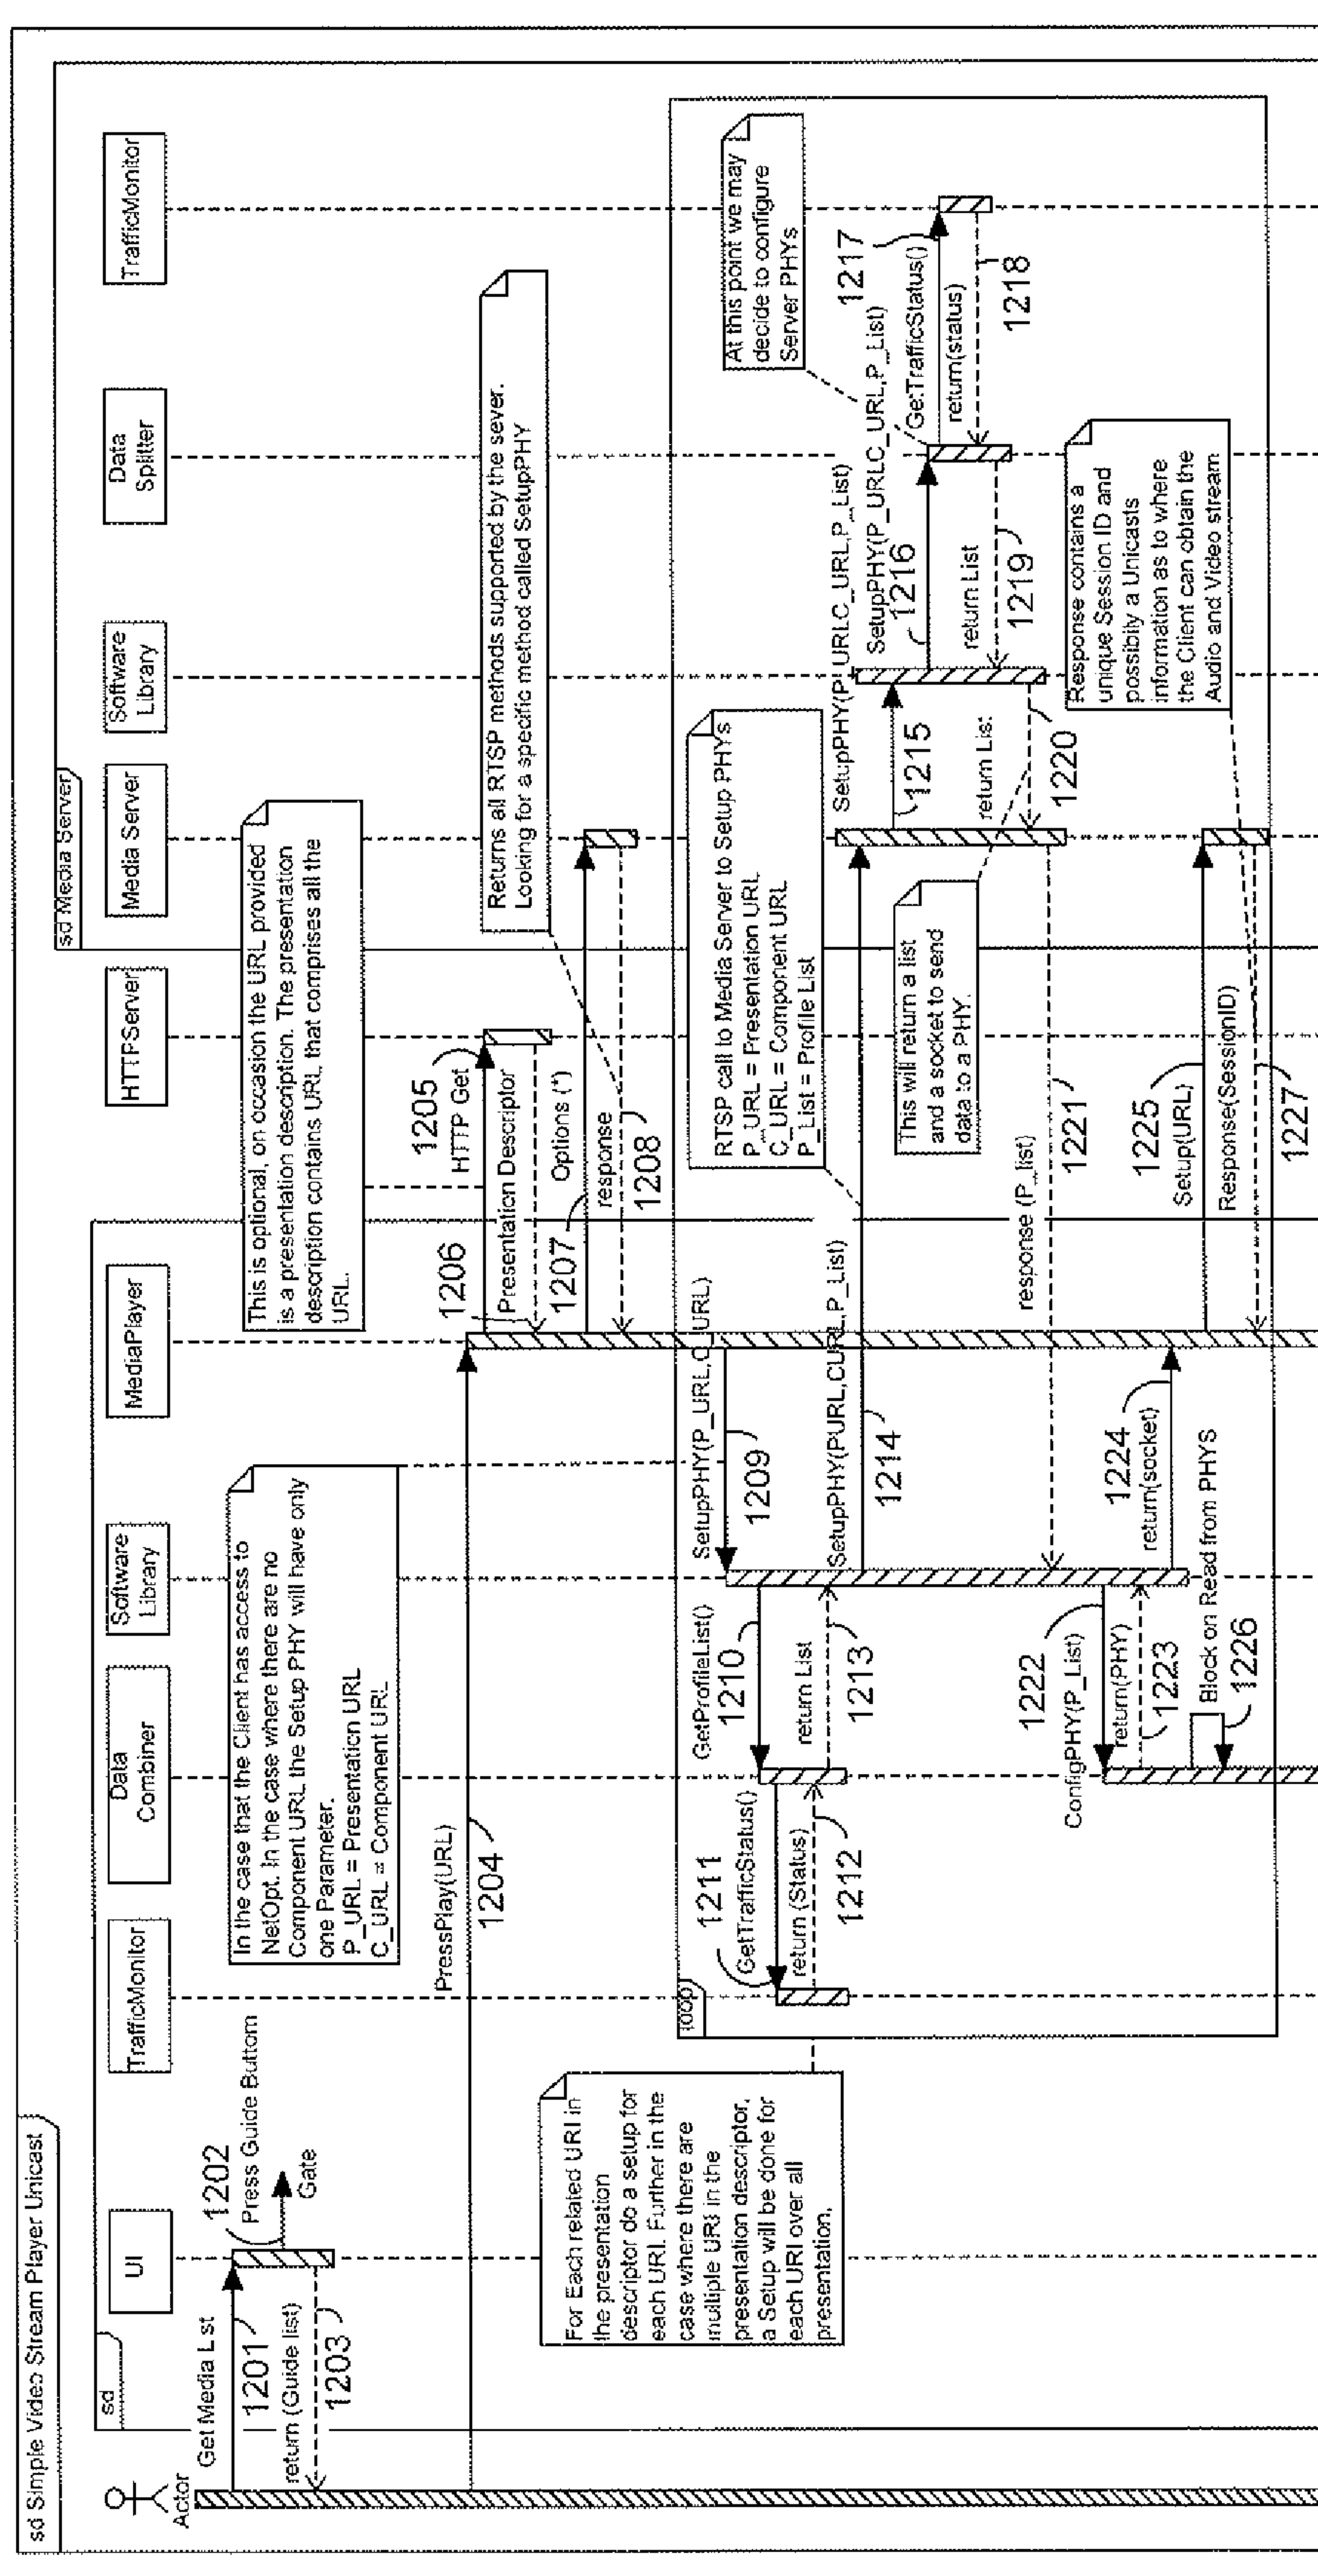 sd Simple Video Stream Player Unicast
sd
sd Media Server
Actor
UI
TrafficMonitor
Data
Combiner
Software
Library
MediaPlayer
HTTPServer
Media Server
Software
Library
Data
Splitter
TrafficMonitor
Get Media Lst
1201
1202
Press Guide Button
Gate
return (Guide list)
1203
In the case that the Client has access to
NetOpt. In the case where there are no
Component URL the Setup PHY will have only
one Parameter.
P_URL = Presentation URL
C_URL = Component URL
This is optional, on occasion the URL provided
is a presentation description. The presentation
description contains URL that comprises all the
URL.
PressPlay(URL)
1204
1205
HTTP Get
1206
Presentation Descriptor
Options (*)
1207
response
1208
Returns all RTSP methods supported by the sever.
Looking for a specific method called SetupPHY
For Each related URI in
the presentation
descriptor do a setup for
each URI. Further in the
case where there are
multiple URI in the
presentation descriptor,
a Setup will be done for
each URI over all
presentation.
loop
SetupPHY(P_URL,C_URL)
1209
GetProfileList()
1210
1211
GetTrafficStatus()
return (Status)
1212
return List
1213
RTSP call to Media Server to Setup PHYs
P_URL = Presentation URL
C_URL = Component URL
P_List = Profile List
SetupPHY(PURL,CURL,P_List)
1214
SetupPHY(P_URLC_URL,P_List)
1215
SetupPHY(P_URLC_URL,P_List)
1216
At this point we may
decide to configure
Server PHYs
1217
GetTrafficStatus()
return(status)
1218
return List
1219
return List
1220
This will return a list
and a socket to send
data to a PHY.
response (P_list)
1221
ConfigPHY(P_List)
1222
return(PHY)
1223
1224
return(socket)
1225
Setup(URL)
Block on Read from PHYS
1226
Response(SessionID)
1227
Response contains a
unique Session ID and
possibily a Unicasts
information as to where
the Client can obtain the
Audio and Video stream